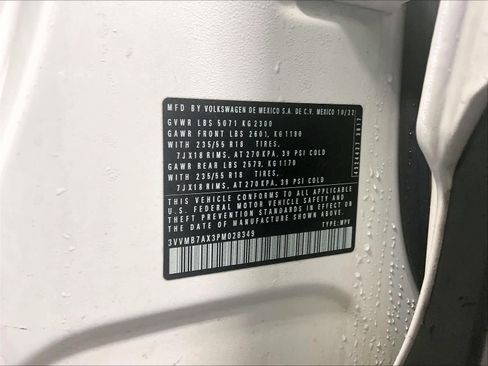 MFD. BY VOLKSWAGEN DE MEXICO S.A. DE C.V. MEXICO 10/22
GVWR LBS 5071 KG 2300
GAWR FRONT LBS 2601, KG 1180
WITH 235/55 R18 TIRES,
7JX18 RIMS, AT 270 KPA, 39 PSI COLD
GAWR REAR LBS 2579, KG 1170
WITH 235/55 R18 TIRES,
7JX18 RIMS, AT 270 KPA, 39 PSI COLD
THIS VEHICLE CONFORMS TO ALL APPLICABLE
U.S. FEDERAL MOTOR VEHICLE SAFETY AND
THEFT PREVENTION STANDARDS IN EFFECT ON
THE DATE OF MANUFACTURE SHOWN ABOVE.
3VVMB7AX3PM028349 TYPE: MPV
4524427 3817